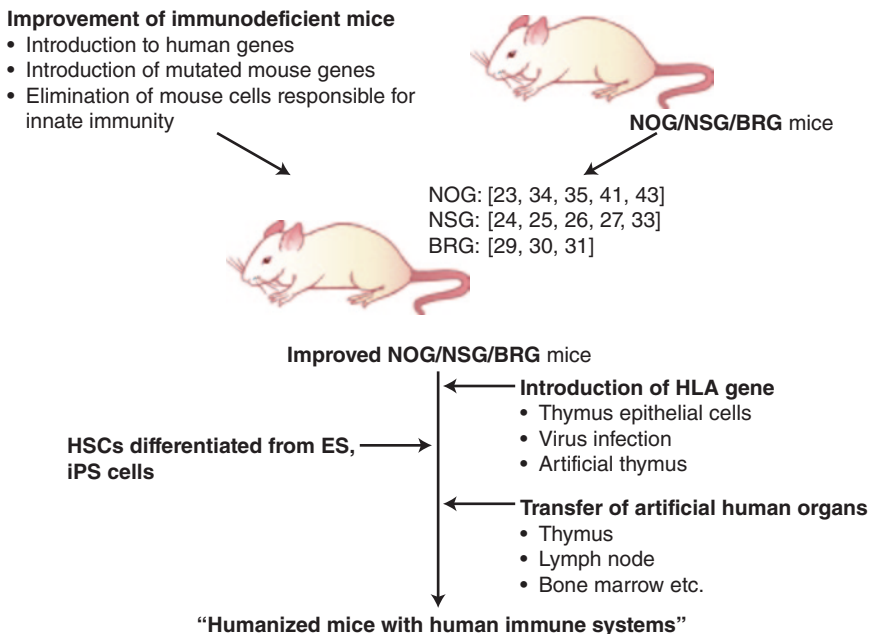 Improvement of immunodeficient mice
• Introduction to human genes
• Introduction of mutated mouse genes
• Elimination of mouse cells responsible for
innate immunity
NOG/NSG/BRG mice
NOG: [23, 34, 35, 41, 43]
NSG: [24, 25, 26, 27, 33]
BRG: [29, 30, 31]
Improved NOG/NSG/BRG mice
Introduction of HLA gene
• Thymus epithelial cells
• Virus infection
• Artificial thymus
HSCs differentiated from ES,
iPS cells
Transfer of artificial human organs
• Thymus
• Lymph node
• Bone marrow etc.
“Humanized mice with human immune systems”